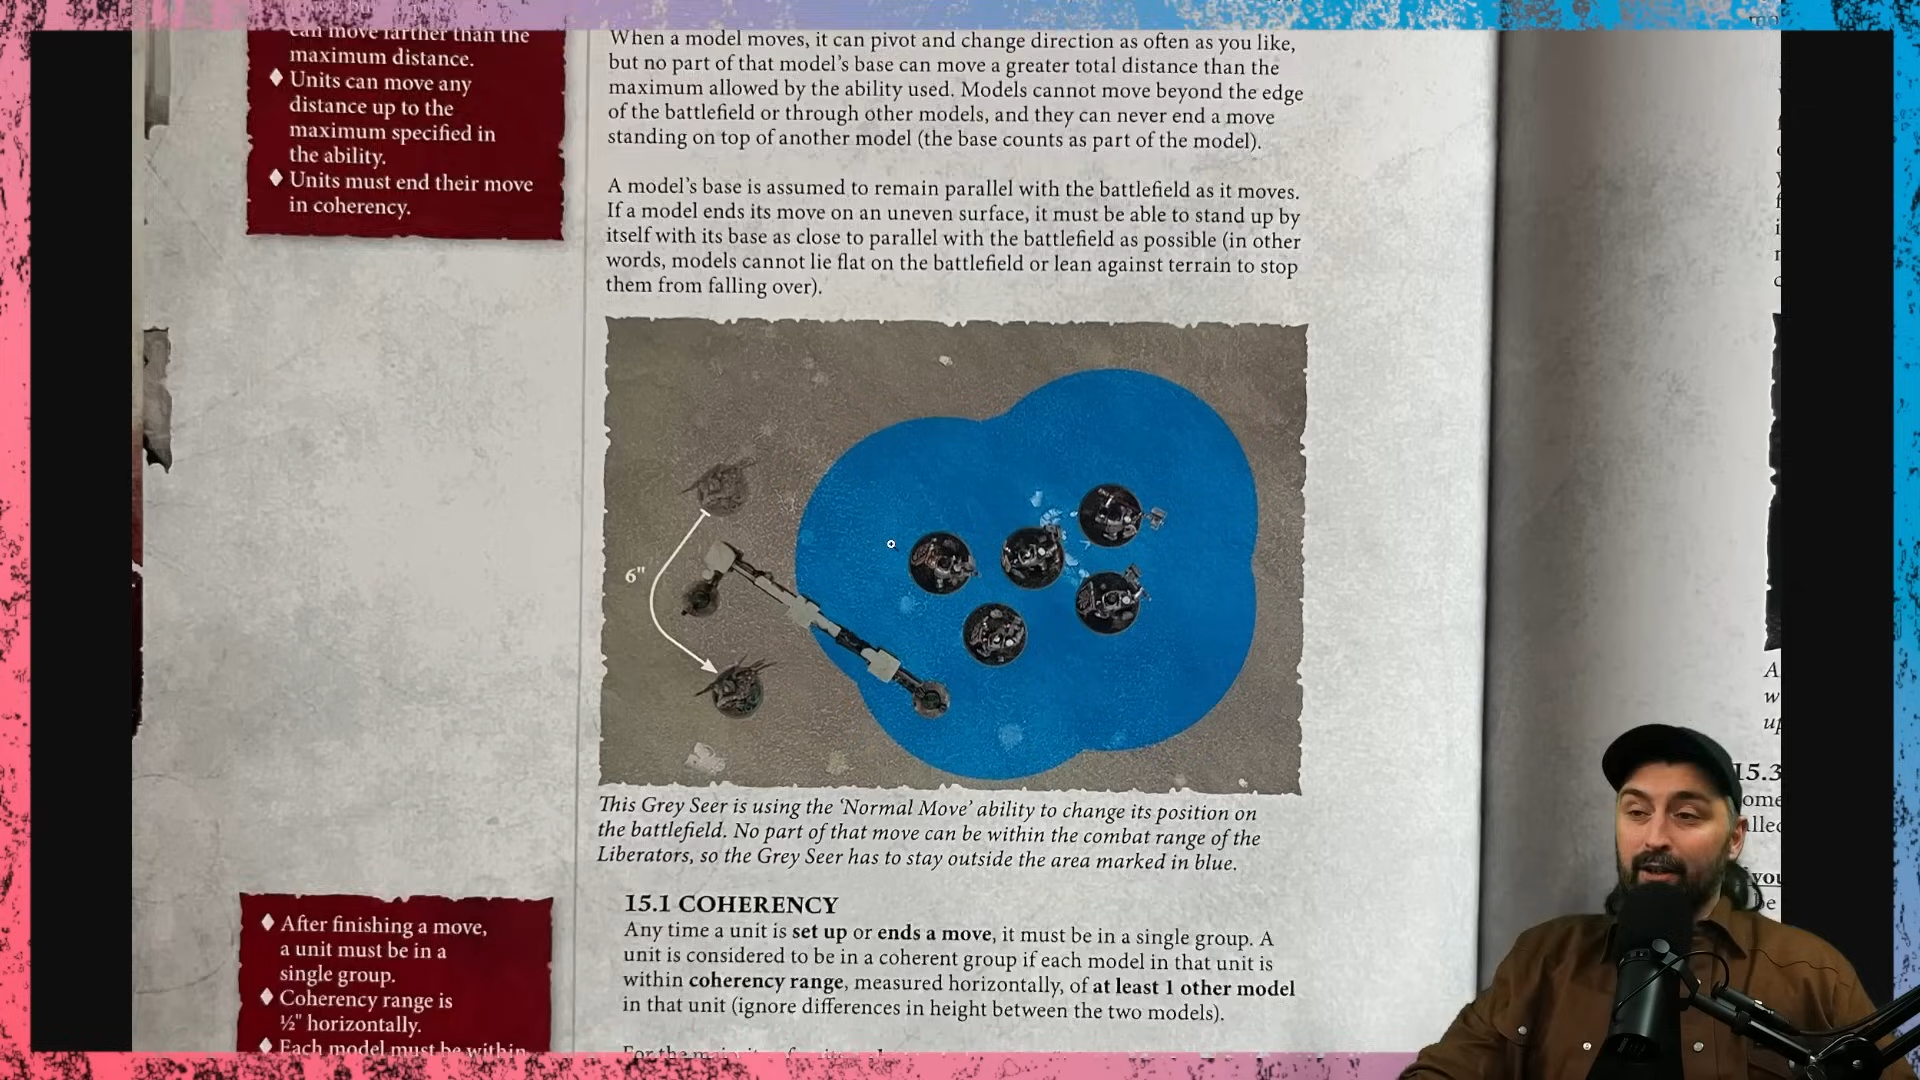 can move farther than the
maximum distance.
♦ Units can move any
distance up to the
maximum specified in
the ability.
♦ Units must end their move
in coherency.
When a model moves, it can pivot and change direction as often as you like,
but no part of that model's base can move a greater total distance than the
maximum allowed by the ability used. Models cannot move beyond the edge
of the battlefield or through other models, and they can never end a move
standing on top of another model (the base counts as part of the model).
A model's base is assumed to remain parallel with the battlefield as it moves.
If a model ends its move on an uneven surface, it must be able to stand up by
itself with its base as close to parallel with the battlefield as possible (in other
words, models cannot lie flat on the battlefield or lean against terrain to stop
them from falling over).
6"
This Grey Seer is using the 'Normal Move' ability to change its position on
the battlefield. No part of that move can be within the combat range of the
Liberators, so the Grey Seer has to stay outside the area marked in blue.
♦ After finishing a move,
a unit must be in a
single group.
♦ Coherency range is
½" horizontally.
♦ Each model must be within
15.1 COHERENCY
Any time a unit is set up or ends a move, it must be in a single group. A
unit is considered to be in a coherent group if each model in that unit is
within coherency range, measured horizontally, of at least 1 other model
in that unit (ignore differences in height between the two models).
15.3